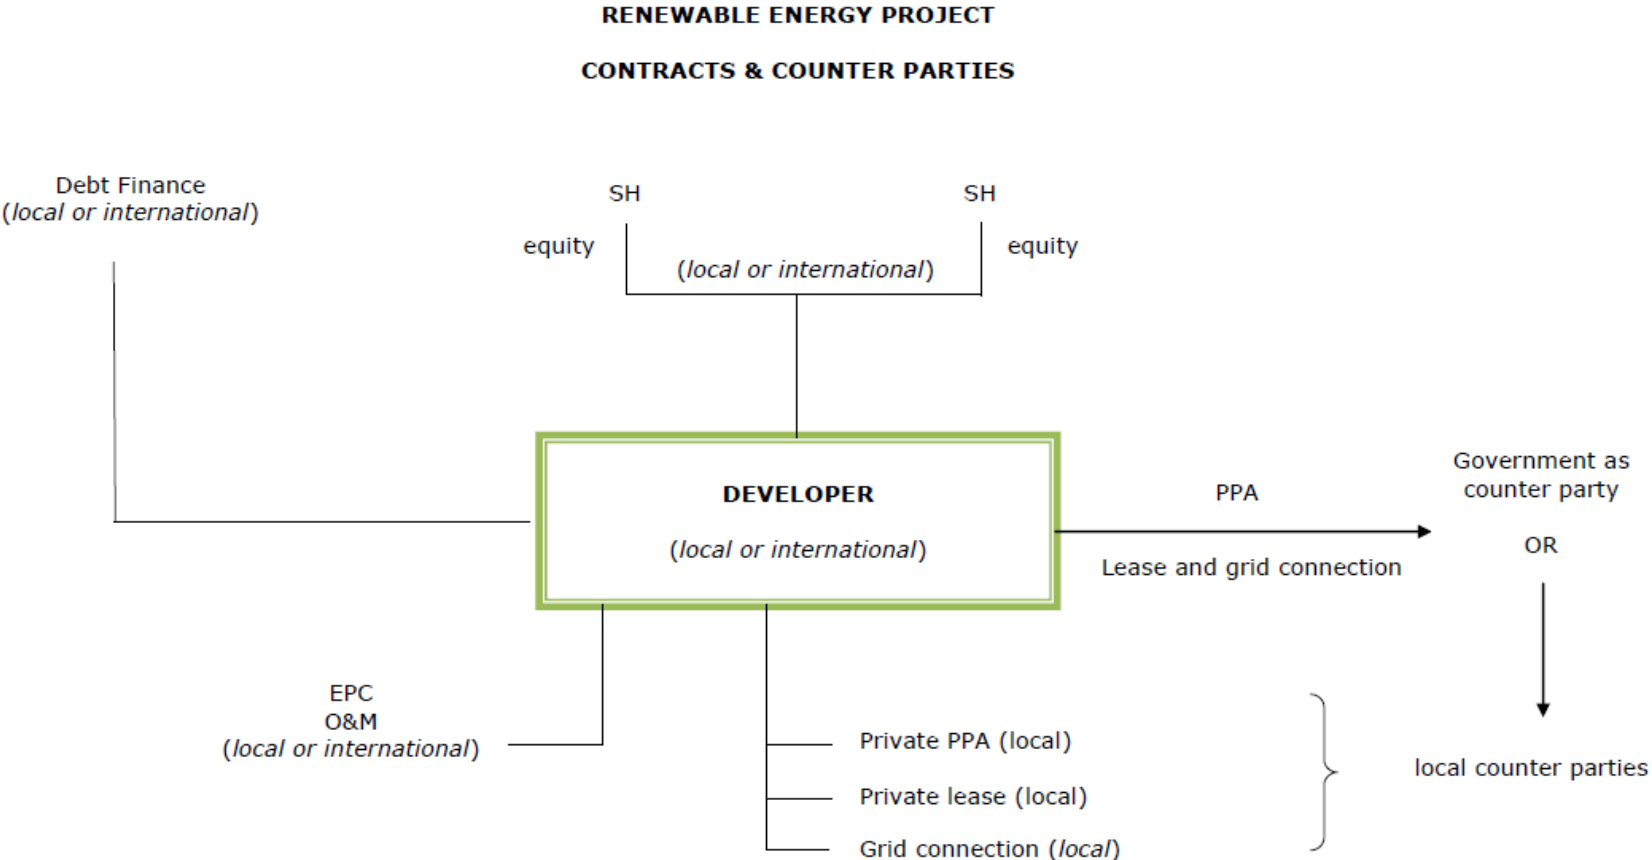 RENEWABLE ENERGY PROJECT
CONTRACTS & COUNTER PARTIES
Debt Finance
(local or international)
SH
SH
equity
equity
(local or international)
DEVELOPER
(local or international)
PPA
Lease and grid connection
Government as
counter party
OR
EPC
O&M
(local or international)
Private PPA (local)
Private lease (local)
Grid connection (local)
local counter parties